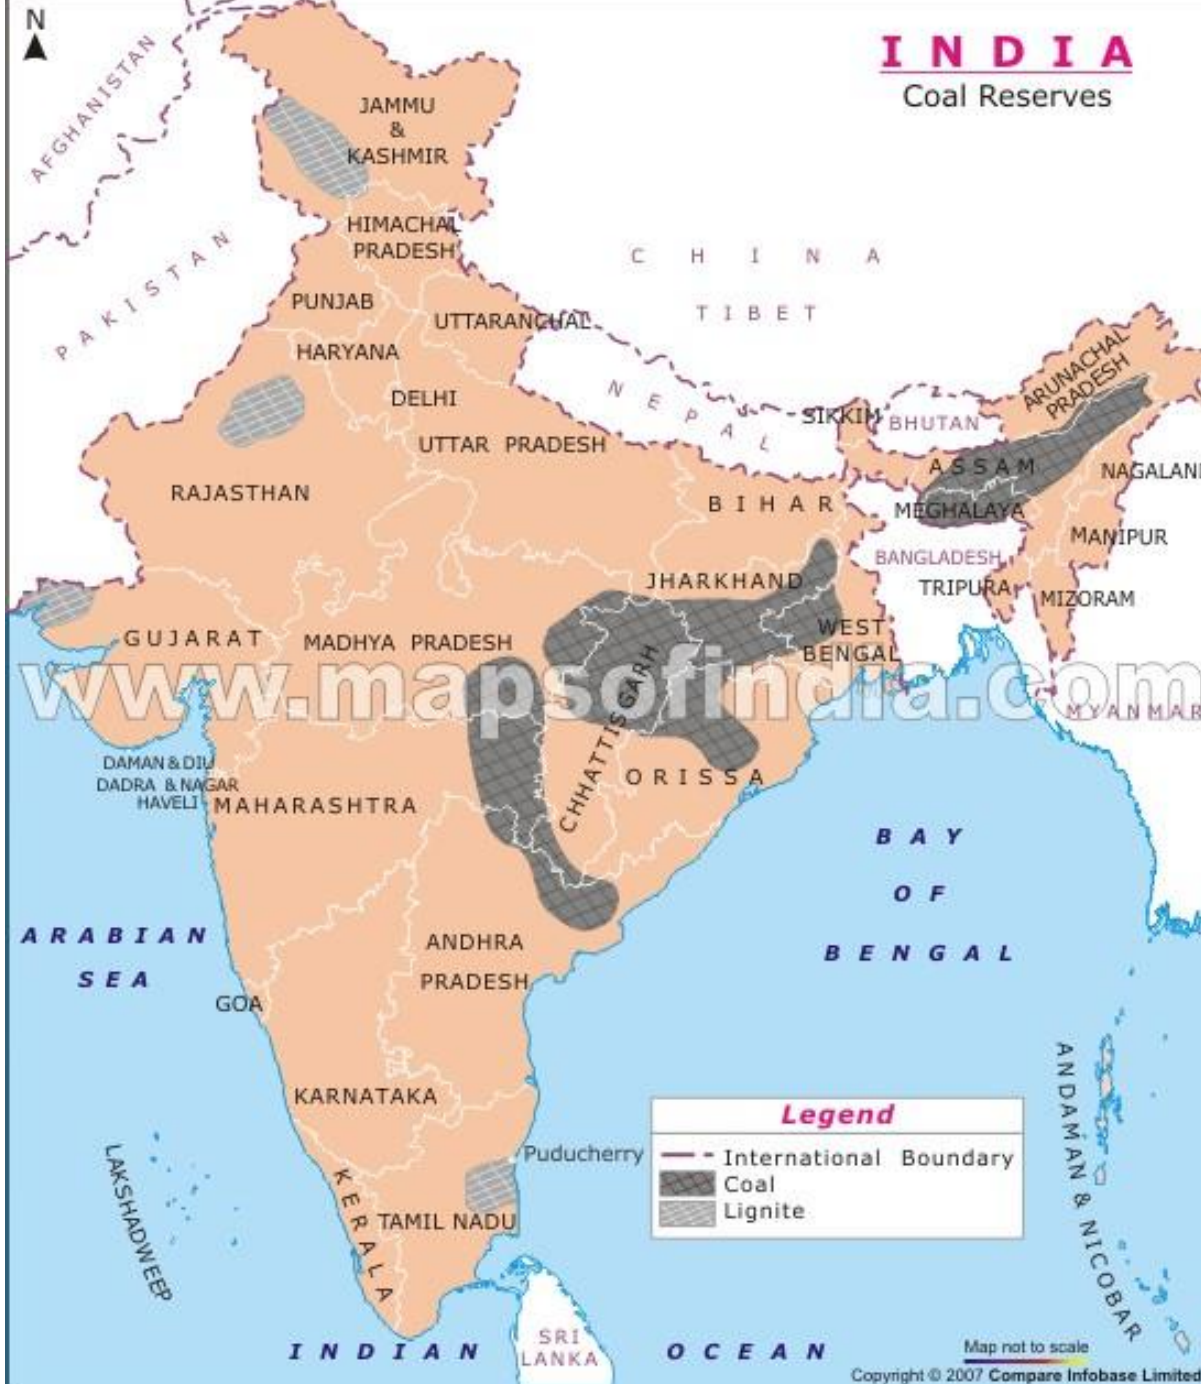 N
I N D I A
Coal Reserves
AFGHANISTAN
JAMMU
&
KASHMIR
HIMACHAL
PRADESH
PAKISTAN
CHINA
TIBET
PUNJAB
UTTARANCHAL
HARYANA
NEPAL
DELHI
SIKKIM
BHUTAN
ARUNACHAL
PRADESH
UTTAR PRADESH
ASSAM
NAGALAN
RAJASTHAN
BIHAR
MEGHALAYA
MANIPUR
BANGLADESH
JHARKHAND
TRIPURA
MIZORAM
GUJARAT
MADHYA PRADESH
WEST
BENGAL
www.mapsofindia.com
MYANMAR
CHHATTISGARH
DAMAN & DIU
DADRA & NAGAR
HAVELI
MAHARASHTRA
ORISSA
BAY
OF
BENGAL
ARABIAN
SEA
ANDHRA
PRADESH
GOA
KARNATAKA
ANDAMAN & NICOBAR
Legend
International Boundary
Coal
Lignite
Puducherry
LAKSHADWEEP
KERALA
TAMIL NADU
SRI
LANKA
INDIAN OCEAN
Map not to scale
Copyright © 2007 Compare Infobase Limited